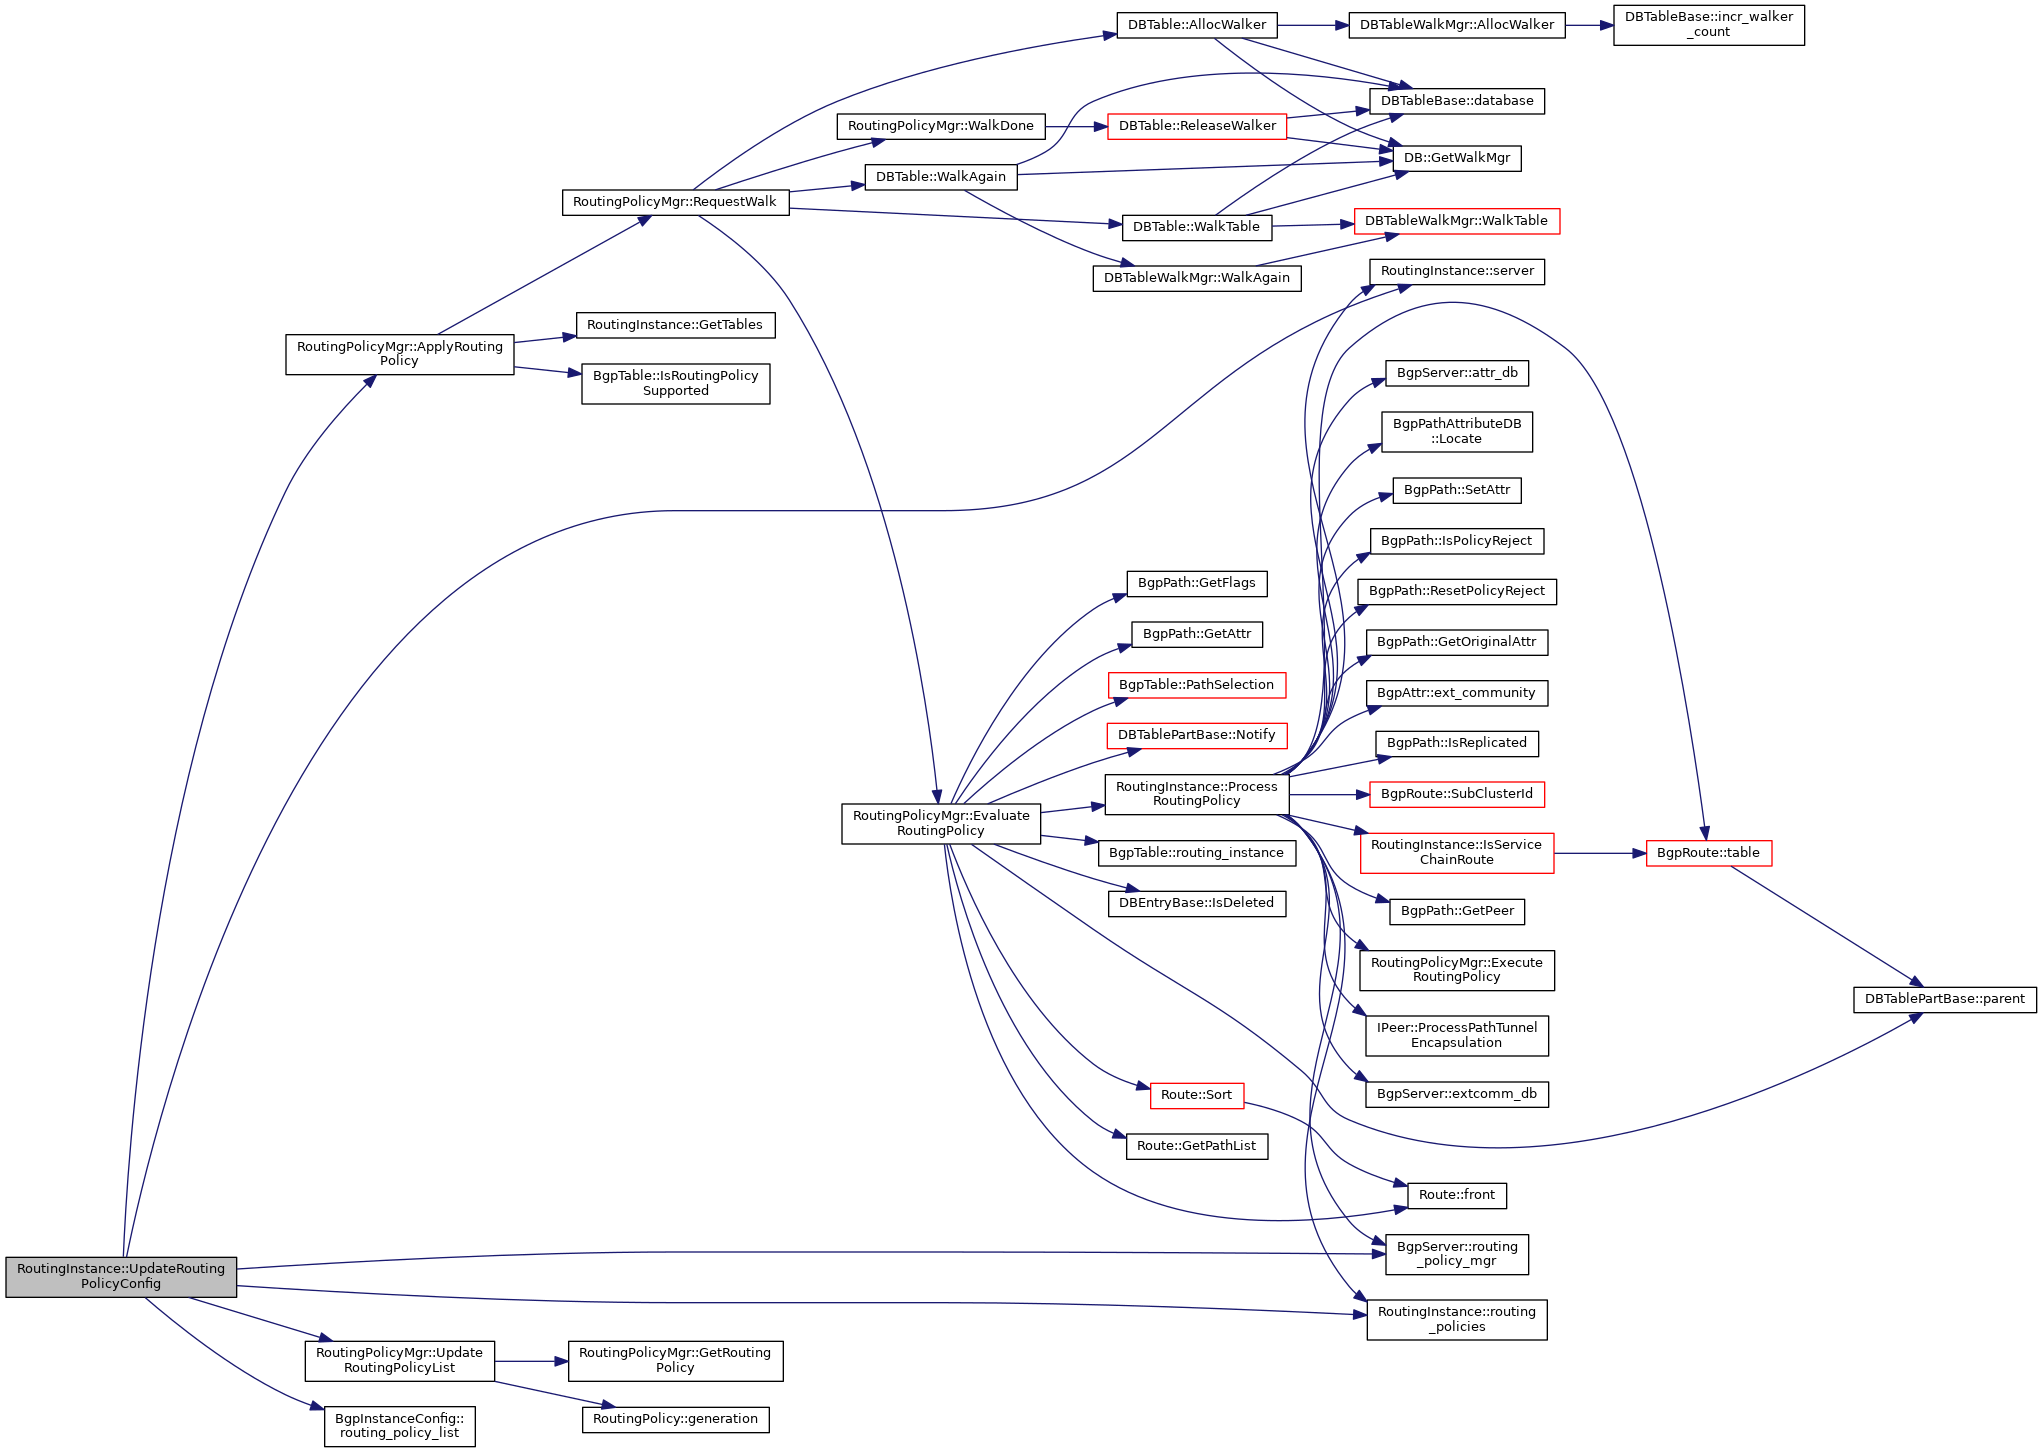 DBTable::AllocWalker
DBTableWalkMgr::AllocWalker
DBTableBase::incr_walker
_count
DBTableBase::database
RoutingPolicyMgr::WalkDone
DBTable::ReleaseWalker
DB::GetWalkMgr
DBTable::WalkAgain
RoutingPolicyMgr::RequestWalk
DBTable::WalkTable
DBTableWalkMgr::WalkTable
DBTableWalkMgr::WalkAgain
RoutingInstance::server
RoutingInstance::GetTables
RoutingPolicyMgr::ApplyRouting
Policy
BgpTable::IsRoutingPolicy
Supported
BgpServer::attr_db
BgpPathAttributeDB
::Locate
BgpPath::SetAttr
BgpPath::IsPolicyReject
BgpPath::GetFlags
BgpPath::ResetPolicyReject
BgpPath::GetAttr
BgpPath::GetOriginalAttr
BgpTable::PathSelection
BgpAttr::ext_community
DBTablePartBase::Notify
BgpPath::IsReplicated
RoutingInstance::Process
RoutingPolicy
BgpRoute::SubClusterId
RoutingPolicyMgr::Evaluate
RoutingPolicy
BgpTable::routing_instance
RoutingInstance::IsService
ChainRoute
BgpRoute::table
DBEntryBase::IsDeleted
BgpPath::GetPeer
RoutingPolicyMgr::Execute
RoutingPolicy
DBTablePartBase::parent
IPeer::ProcessPathTunnel
Encapsulation
Route::Sort
BgpServer::extcomm_db
Route::GetPathList
Route::front
BgpServer::routing
_policy_mgr
RoutingInstance::UpdateRouting
PolicyConfig
RoutingInstance::routing
_policies
RoutingPolicyMgr::Update
RoutingPolicyList
RoutingPolicyMgr::GetRouting
Policy
BgpInstanceConfig::
routing_policy_list
RoutingPolicy::generation